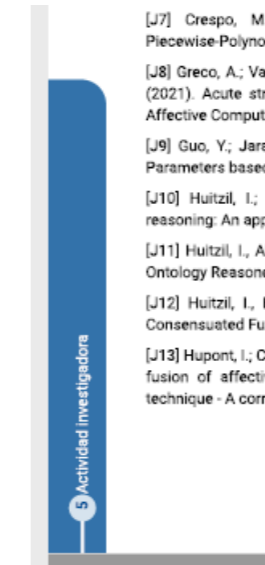 [J7] Crespo, M
Piecewise-Polyno
[J8] Greco, A.; Va
(2021). Acute str
Affective Comput
[J9] Guo, Y.; Jara
Parameters based
[J10] Huitzil, I.;
reasoning: An app
[J11] Huitzil, I., A
Ontology Reasone
[J12] Huitzil, I.,
Consensuated Fu
[J13] Hupont, I.; C
fusion of affecti
technique - A corr
5 Actividad investigadora